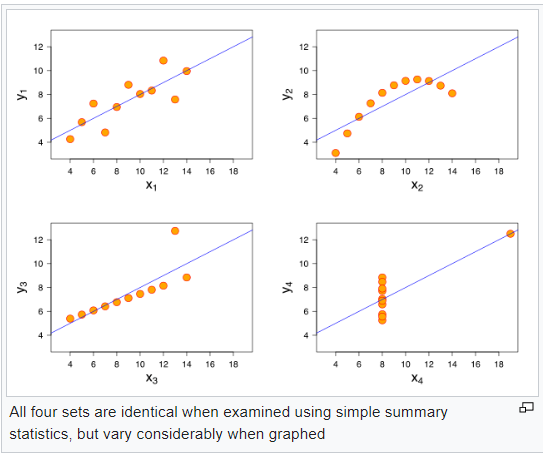 12
10
8
6
4
y1
4 6 8 10 12 14 16 18
x1
12
10
8
6
4
y2
4 6 8 10 12 14 16 18
x2
12
10
8
6
4
y3
4 6 8 10 12 14 16 18
x3
12
10
8
6
4
y4
4 6 8 10 12 14 16 18
x4
All four sets are identical when examined using simple summary
statistics, but vary considerably when graphed